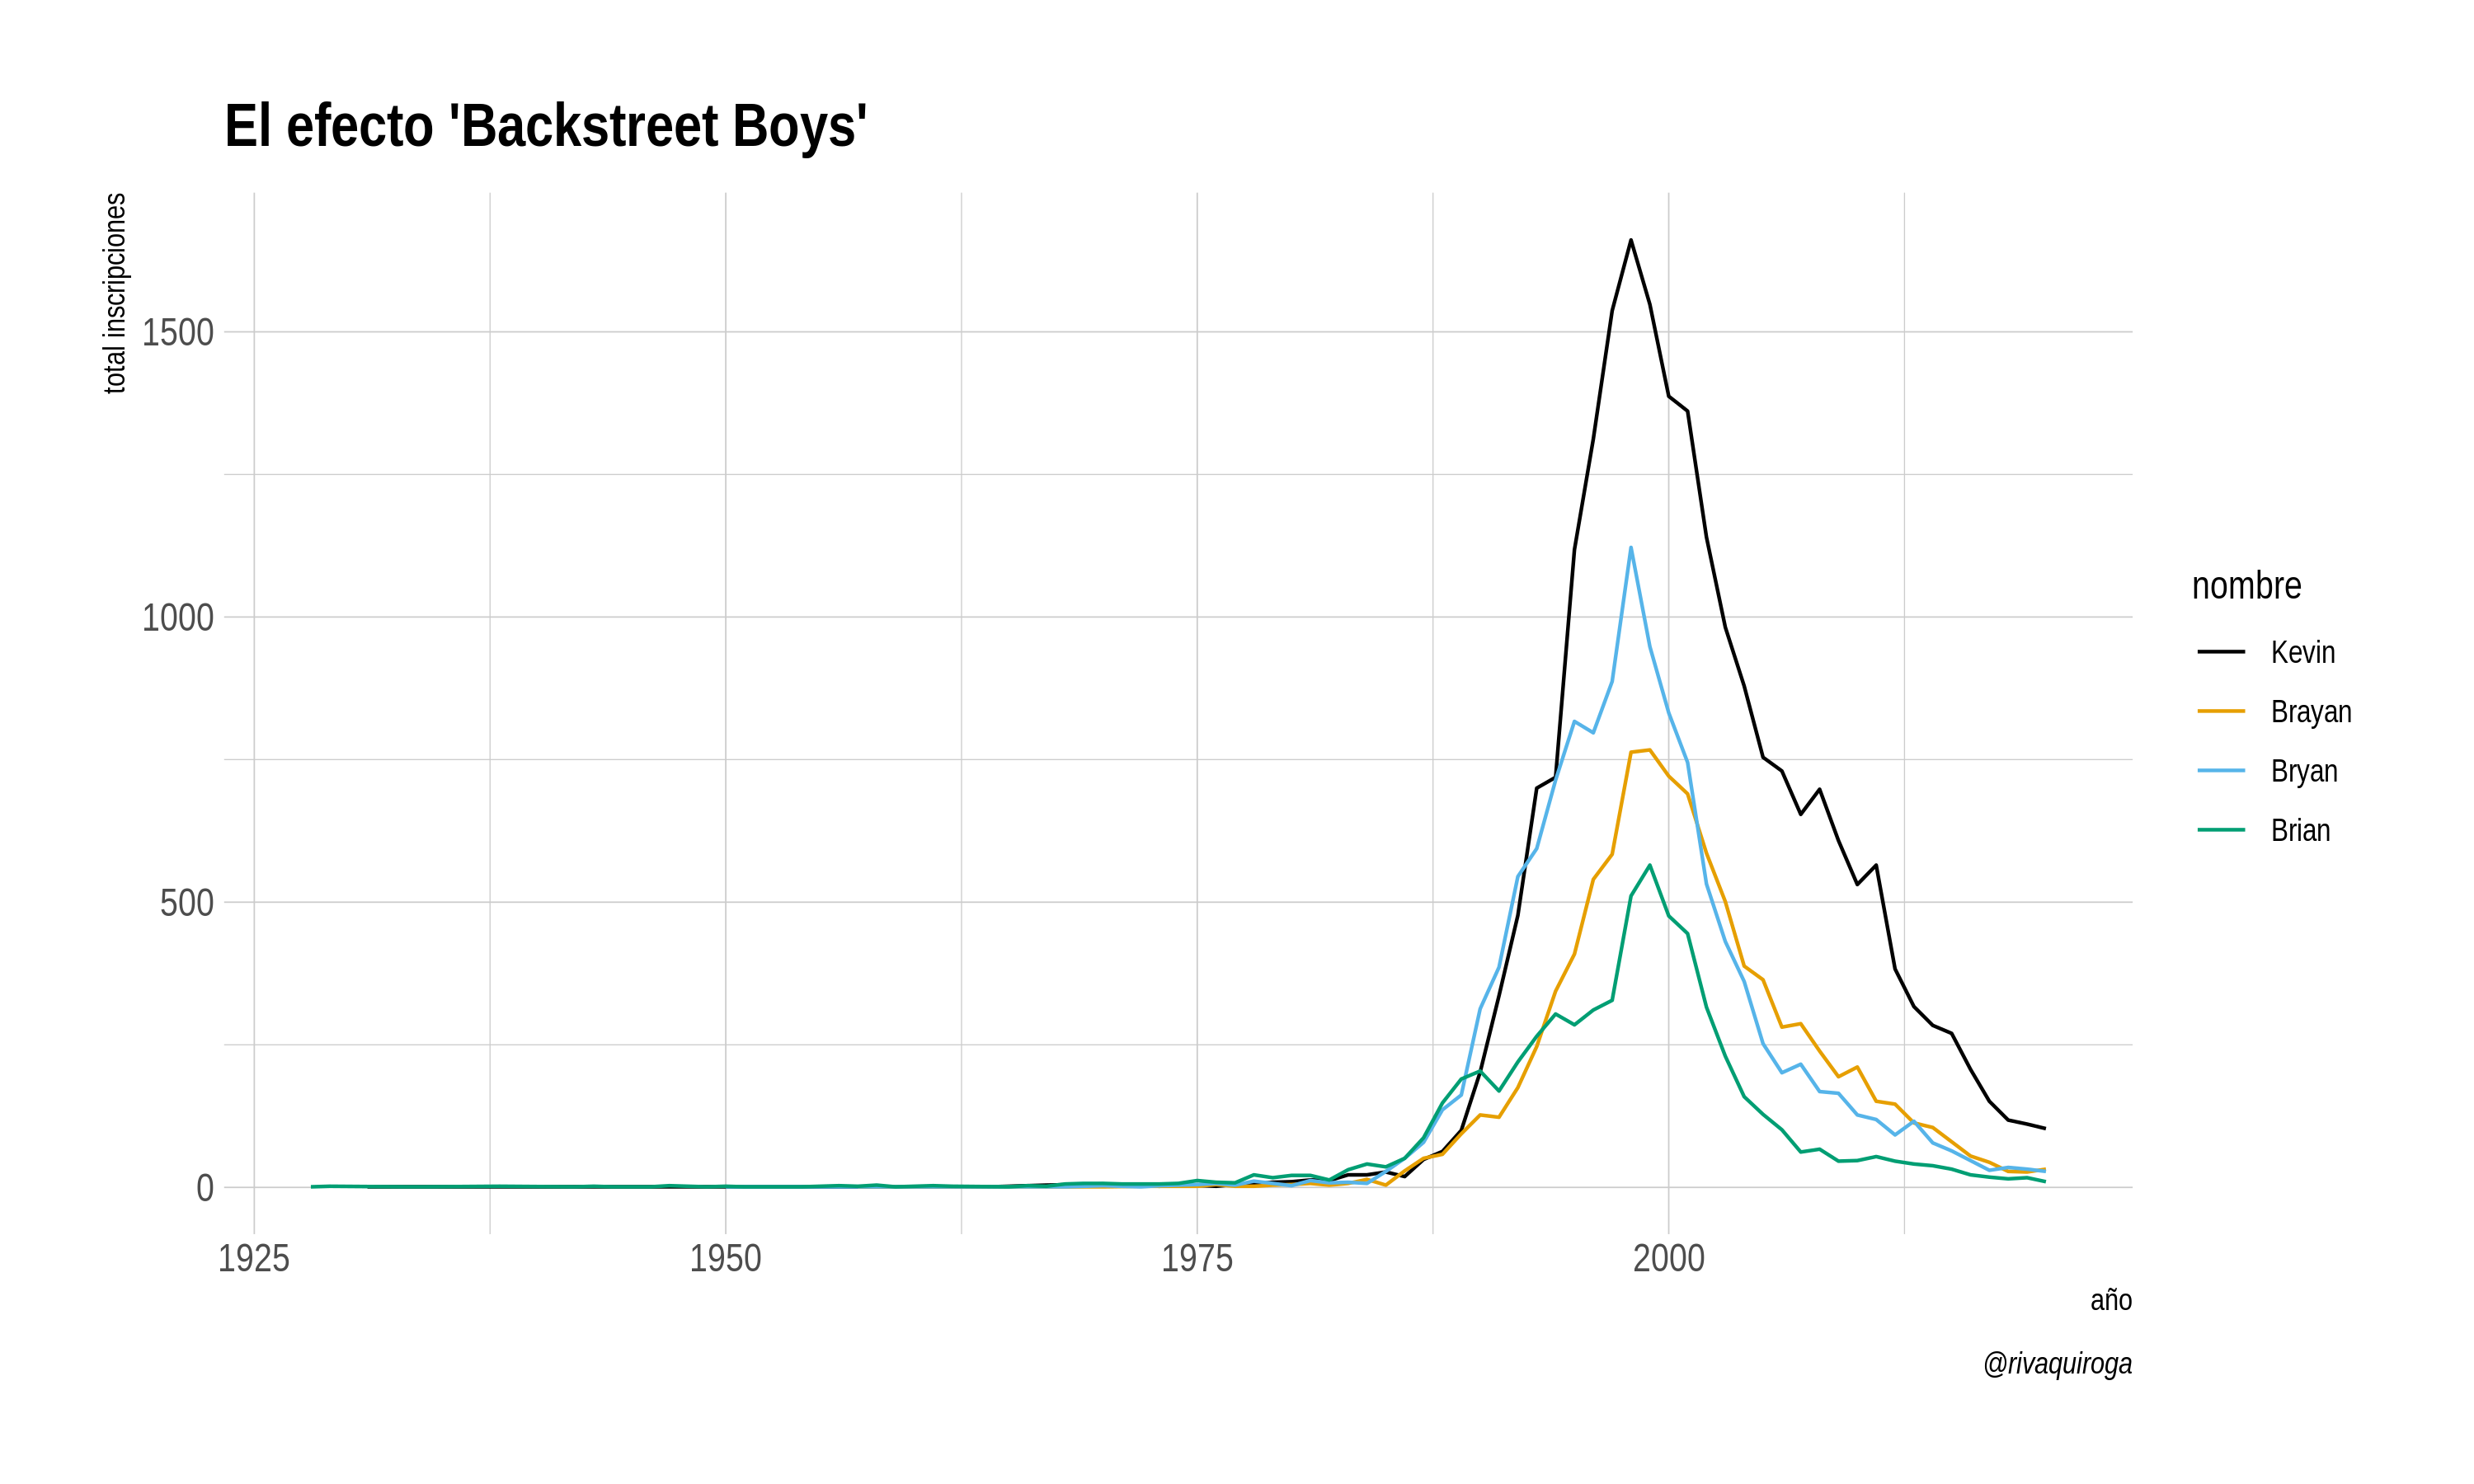 El efecto 'Backstreet Boys'
total inscripciones
1500
1000
500
0
1925
1950
1975
2000
año
nombre
Kevin
Brayan
Bryan
Brian
@rivaquiroga